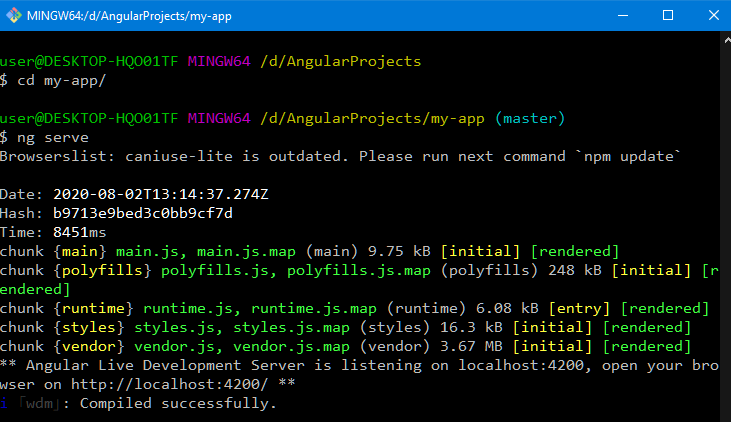 MINGW64:/d/AngularProjects/my-app
user@DESKTOP-HQO01TF MINGW64 /d/AngularProjects
$ cd my-app/
user@DESKTOP-HQO01TF MINGW64 /d/AngularProjects/my-app (master)
$ ng serve
Browserslist: caniuse-lite is outdated. Please run next command `npm update`
Date: 2020-08-02T13:14:37.274Z
Hash: b9713e9bed3c0bb9cf7d
Time: 8451ms
chunk {main} main.js, main.js.map (main) 9.75 kB [initial] [rendered]
chunk {polyfills} polyfills.js, polyfills.js.map (polyfills) 248 kB [initial] [r
endered]
chunk {runtime} runtime.js, runtime.js.map (runtime) 6.08 kB [entry] [rendered]
chunk {styles} styles.js, styles.js.map (styles) 16.3 kB [initial] [rendered]
chunk {vendor} vendor.js, vendor.js.map (vendor) 3.67 MB [initial] [rendered]
** Angular Live Development Server is listening on localhost:4200, open your bro
wser on http://localhost:4200/ **
i ｢wdm｣: Compiled successfully.